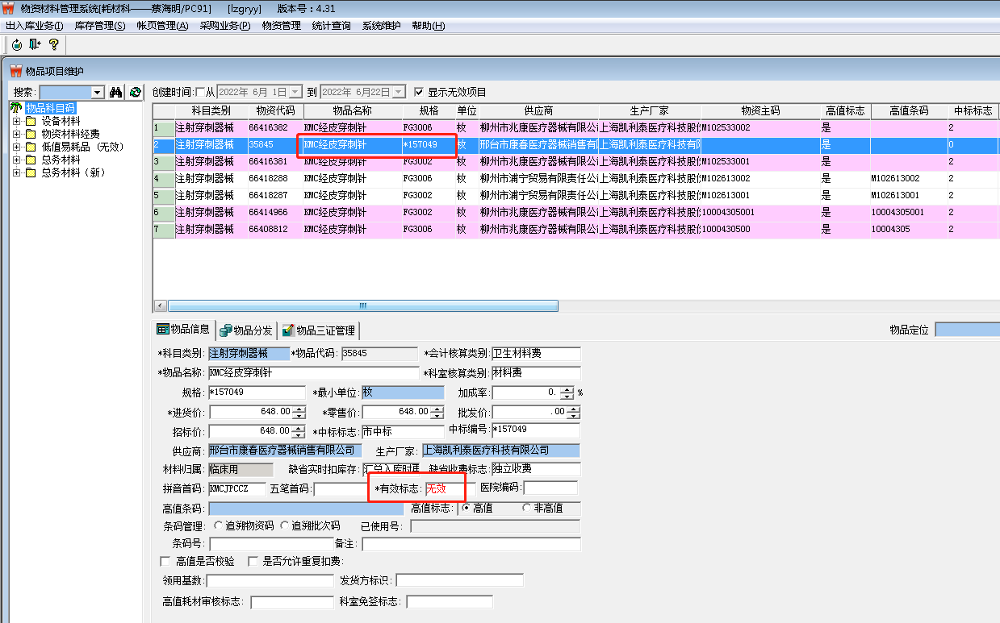 物资材料管理系统[耗材科——蔡海明/PC91] [lzgryy] 版本号：4.31
出入库业务(I) 库存管理(S) 帐页管理(A) 采购业务(P) 物资管理 统计查询 系统维护 帮助(H)
物品项目维护
搜索: 创建时间: 从 2022年 6月 1日 到 2022年 6月22日 显示无效项目
物品科目码
设备材料
物资材料经费
低值易耗品（无效）
总务材料
总务材料（新）
科目类别 物资代码 物品名称 规格 单位 供应商 生产厂家 物资主码 高值标志 高值条码 中标标志
1 注射穿刺器械 66416382 KMC经皮穿刺针 FG3006 枚 柳州市兆康医疗器械有限公 上海凯利泰医疗科技股份 M102533002 是 2
2 注射穿刺器械 35845 KMC经皮穿刺针 *157049 枚 邢台市康春医疗器械销售有 上海凯利泰医疗科技有 是 0
3 注射穿刺器械 66416381 KMC经皮穿刺针 FG3002 枚 柳州市兆康医疗器械有限公 上海凯利泰医疗科技股份 M102533001 是 2
4 注射穿刺器械 66418288 KMC经皮穿刺针 FG3006 枚 柳州市浦宁贸易有限责任公 上海凯利泰医疗科技股份 M102613002 是 M102613002 2
5 注射穿刺器械 66418287 KMC经皮穿刺针 FG3002 枚 柳州市浦宁贸易有限责任公 上海凯利泰医疗科技股份 M102613001 是 M102613001 2
6 注射穿刺器械 66414966 KMC经皮穿刺针 FG3002 枚 柳州市兆康医疗器械有限公 上海凯利泰医疗科技股份 10004305001 是 10004305001 2
7 注射穿刺器械 66408812 KMC经皮穿刺针 FG3006 枚 柳州市兆康医疗器械有限公 上海凯利泰医疗科技股份 1000430500 是 10004305 2
物品信息 物品分发 物品三证管理 物品定位
*科目类别: 注射穿刺器械 *物品代码: 35845 *会计核算类别: 卫生材料费
*物品名称: KMC经皮穿刺针 *科室核算类别: 材料费
规格: *157049 *最小单位: 枚 加成率: 0. %
*进货价: 648.00 *零售价: 648.00 批发价: .00
招标价: 648.00 *中标标志: 市中标 中标编号: *157049
供应商: 邢台市康春医疗器械销售有限公司 生产厂家: 上海凯利泰医疗科技有限公司
材料归属: 临床用 缺省实时扣库存: 汇总入库时 缺省收费标志: 独立收费
拼音首码: KMCJPCCZ 五笔首码: *有效标志: 无效 医院编码:
高值条码: 高值标志: 高值 非高值
条码管理: 追溯物资码 追溯批次码 已使用号:
条码号: 备注:
高值是否校验 是否允许重复扣费:
领用基数: 发货方标识:
高值耗材审核标志: 科室免签标志: